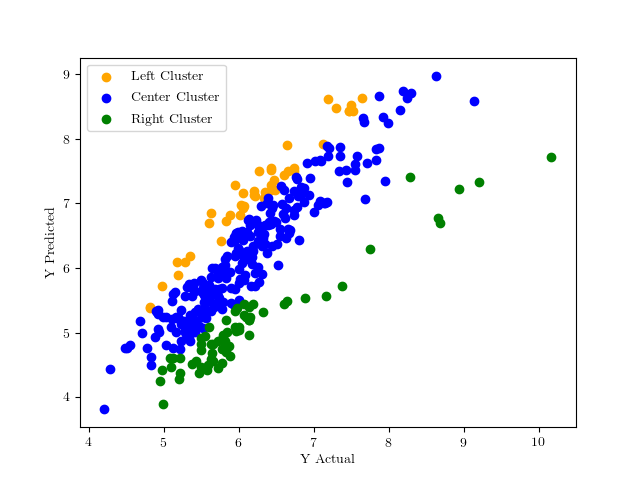 9
8
7
6
5
4
Y Predicted
Left Cluster
Center Cluster
Right Cluster
4 5 6 7 8 9 10
Y Actual